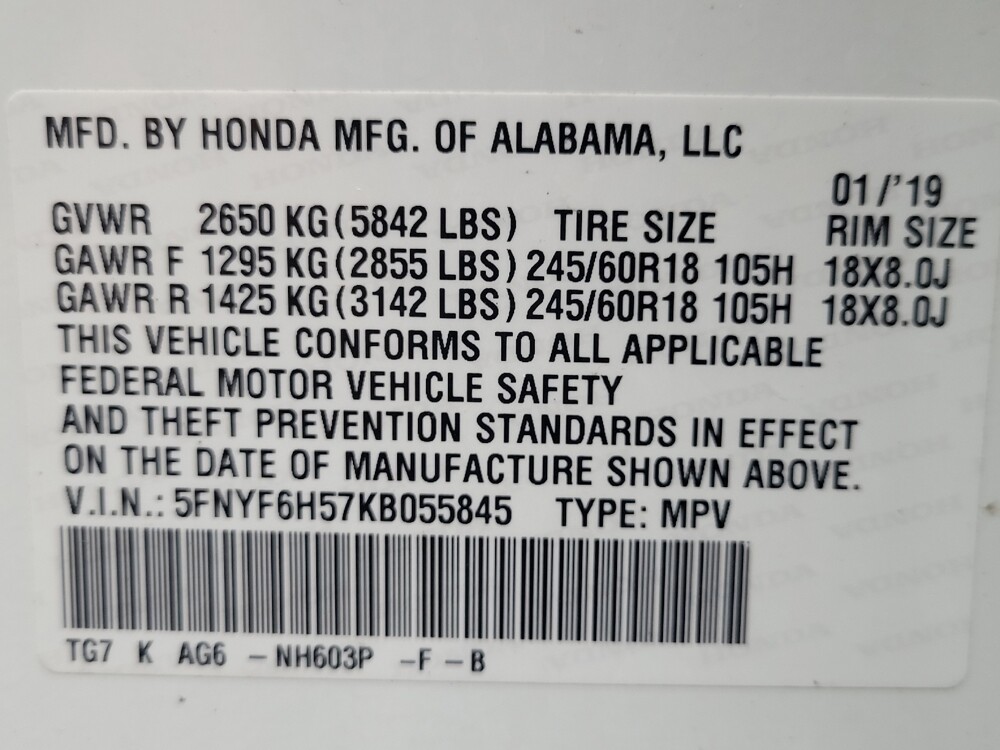 MFD. BY HONDA MFG. OF ALABAMA, LLC
01/'19
GVWR 2650 KG (5842 LBS) TIRE SIZE RIM SIZE
GAWR F 1295 KG (2855 LBS) 245/60R18 105H 18X8.0J
GAWR R 1425 KG (3142 LBS) 245/60R18 105H 18X8.0J
THIS VEHICLE CONFORMS TO ALL APPLICABLE
FEDERAL MOTOR VEHICLE SAFETY
AND THEFT PREVENTION STANDARDS IN EFFECT
ON THE DATE OF MANUFACTURE SHOWN ABOVE.
V.I.N.: 5FNYF6H57KB055845 TYPE: MPV
TG7 K AG6 - NH603P - F - B